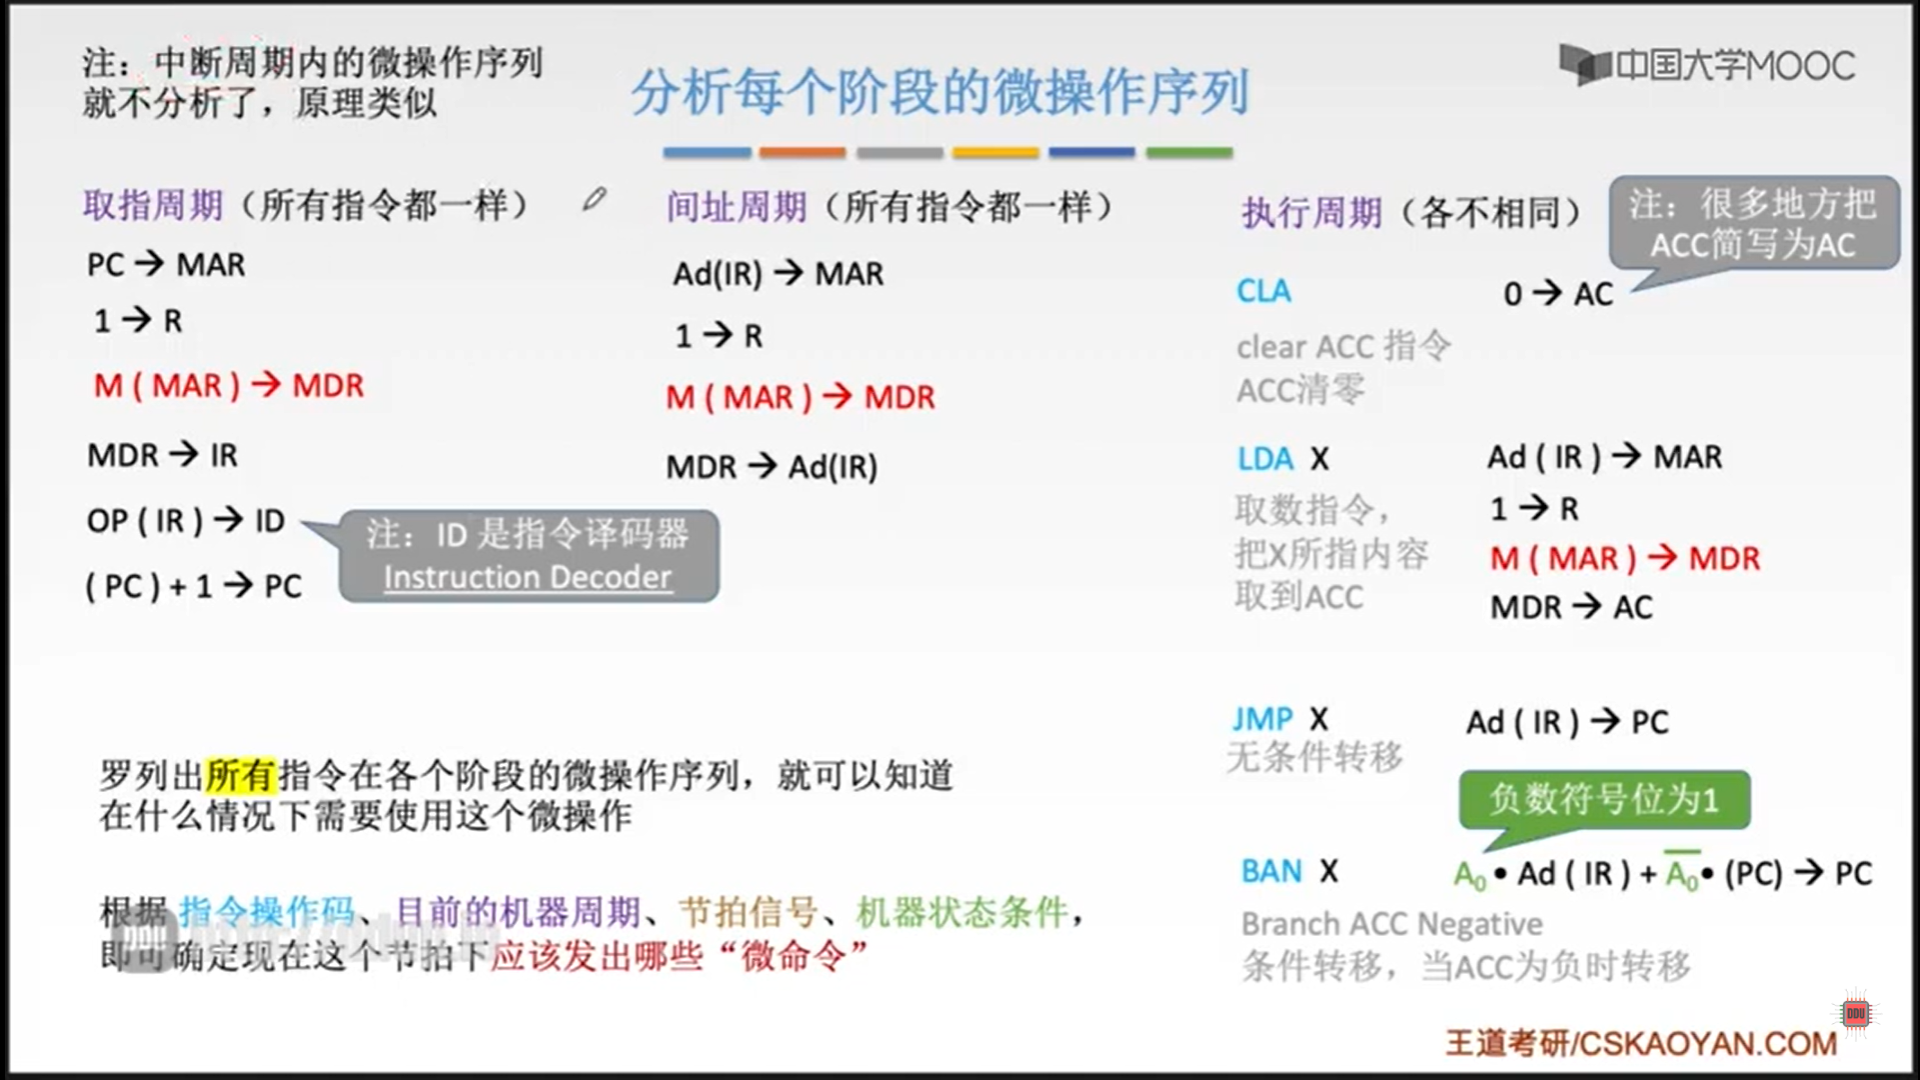 注：中断周期内的微操作序列
就不分析了，原理类似
分析每个阶段的微操作序列
中国大学MOOC
取指周期（所有指令都一样）
PC → MAR
1 → R
M ( MAR ) → MDR
MDR → IR
OP ( IR ) → ID
注：ID 是指令译码器
Instruction Decoder
( PC ) + 1 → PC
间址周期（所有指令都一样）
Ad(IR) → MAR
1 → R
M ( MAR ) → MDR
MDR → Ad(IR)
执行周期（各不相同）
注：很多地方把
ACC简写为AC
CLA 0 → AC
clear ACC 指令
ACC清零
LDA X
取数指令，
把X所指内容
取到ACC
Ad ( IR ) → MAR
1 → R
M ( MAR ) → MDR
MDR → AC
JMP X Ad ( IR ) → PC
无条件转移
负数符号位为1
BAN X A₀ • Ad ( IR ) + A̅₀ • (PC) → PC
Branch ACC Negative
条件转移，当ACC为负时转移
罗列出所有指令在各个阶段的微操作序列，就可以知道
在什么情况下需要使用这个微操作
根据 指令操作码、目前的机器周期、节拍信号、机器状态条件，
即可确定现在这个节拍下应该发出哪些“微命令”
DDU
王道考研/CSKAOYAN.COM